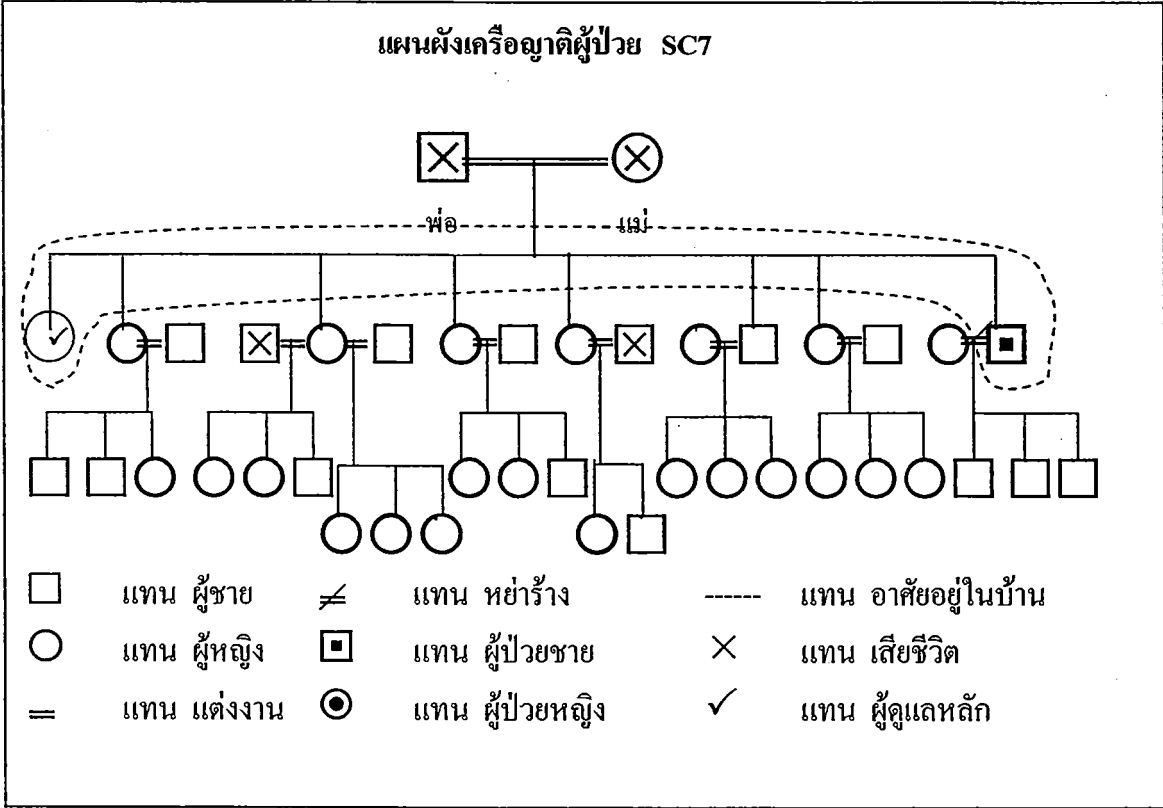 แผนผังเครือญาติผู้ป่วย SC7
พ่อ แม่
แทน ผู้ชาย แทน หย่าร้าง แทน อาศัยอยู่ในบ้าน
แทน ผู้หญิง แทน ผู้ป่วยชาย แทน เสียชีวิต
แทน แต่งงาน แทน ผู้ป่วยหญิง แทน ผู้ดูแลหลัก